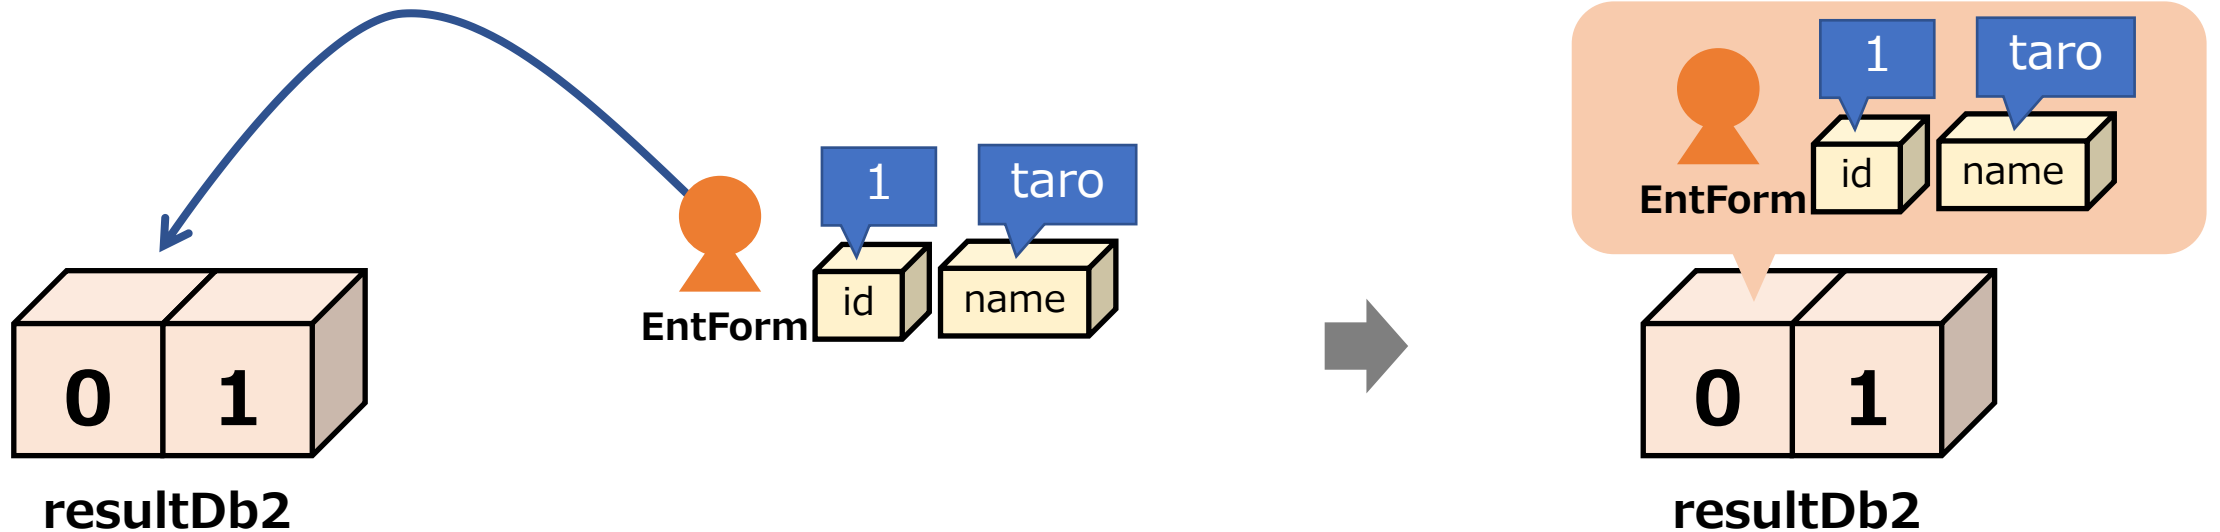 1 taro
id name
EntForm
0 1
resultDb2
1 taro
id name
EntForm
0 1
resultDb2